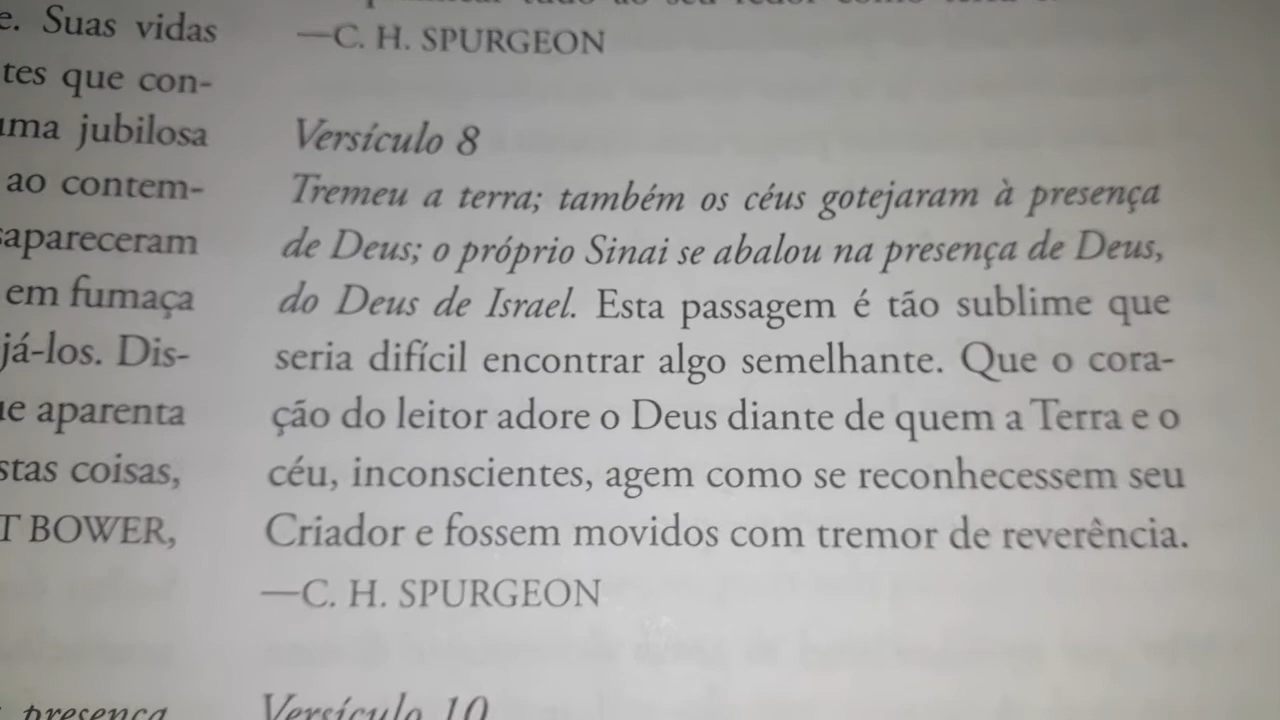 e. Suas vidas
tes que con-
uma jubilosa
ao contem-
sapareceram
em fumaça
já-los. Dis-
ue aparenta
stas coisas,
T BOWER,
presença
—C. H. SPURGEON
Versículo 8
Tremeu a terra; também os céus gotejaram à presença
de Deus; o próprio Sinai se abalou na presença de Deus,
do Deus de Israel. Esta passagem é tão sublime que
seria difícil encontrar algo semelhante. Que o cora-
ção do leitor adore o Deus diante de quem a Terra e o
céu, inconscientes, agem como se reconhecessem seu
Criador e fossem movidos com tremor de reverência.
—C. H. SPURGEON
Versículo 10